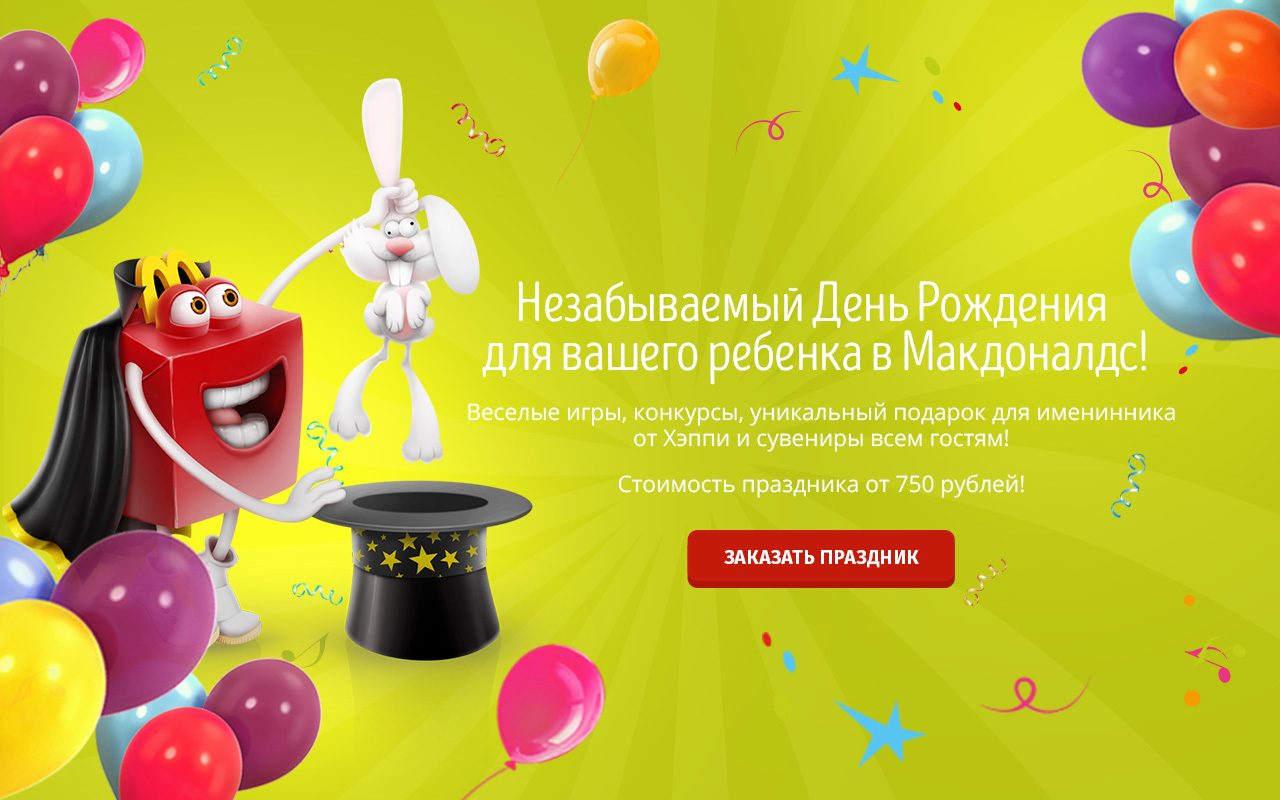 Незабываемый День Рождения
для вашего ребенка в Макдоналдс!
Веселые игры, конкурсы, уникальный подарок для именинника
от Хэппи и сувениры всем гостям!
Стоимость праздника от 750 рублей!
ЗАКАЗАТЬ ПРАЗДНИК